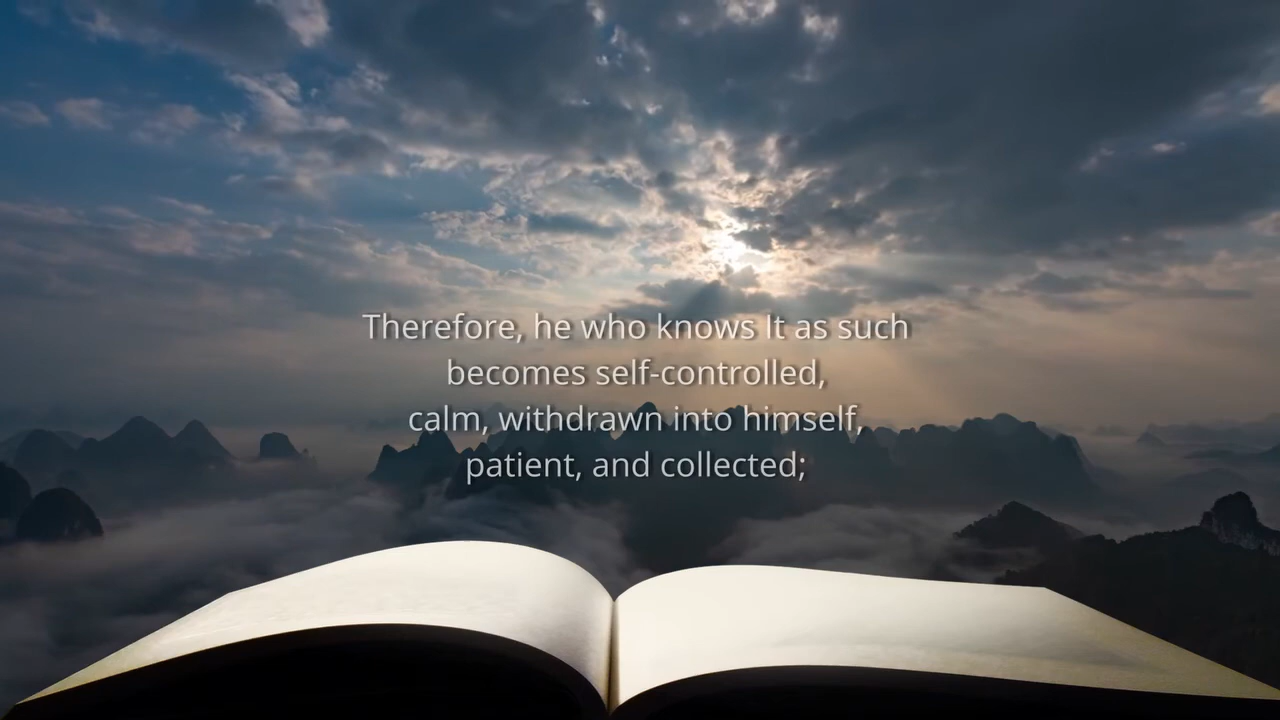 Therefore, he who knows It as such
becomes self-controlled,
calm, withdrawn into himself,
patient, and collected;